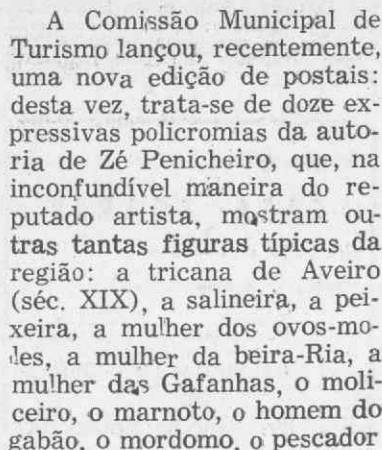 A Comissão Municipal de
Turismo lançou, recentemente,
uma nova edição de postais:
desta vez, trata-se de doze ex-
pressivas policromias da auto-
ria de Zé Penicheiro, que, na
inconfundível maneira do re-
putado artista, mostram ou-
tras tantas figuras típicas da
região: a tricana de Aveiro
(séc. XIX), a salineira, a pei-
xeira, a mulher dos ovos-mo-
les, a mulher da beira-Ria, a
mulher das Gafanhas, o moli-
ceiro, o marnoto, o homem do
gabão, o mordomo, o pescador